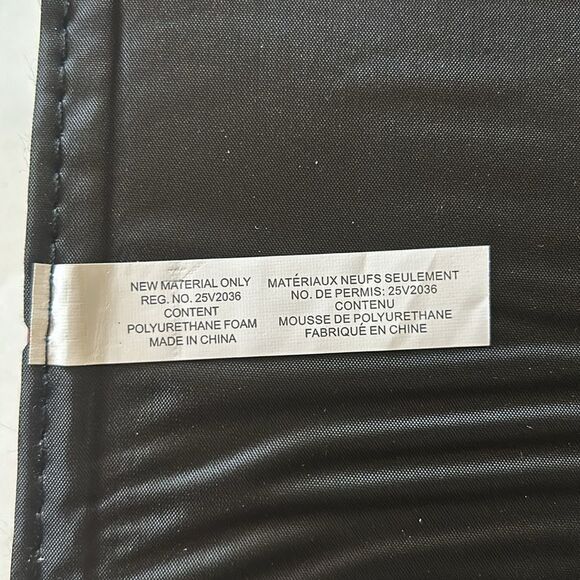 NEW MATERIAL ONLY
REG. NO. 25V2036
CONTENT
POLYURETHANE FOAM
MADE IN CHINA
MATÉRIAUX NEUFS SEULEMENT
NO. DE PERMIS: 25V2036
CONTENU
MOUSSE DE POLYURETHANE
FABRIQUÉ EN CHINE